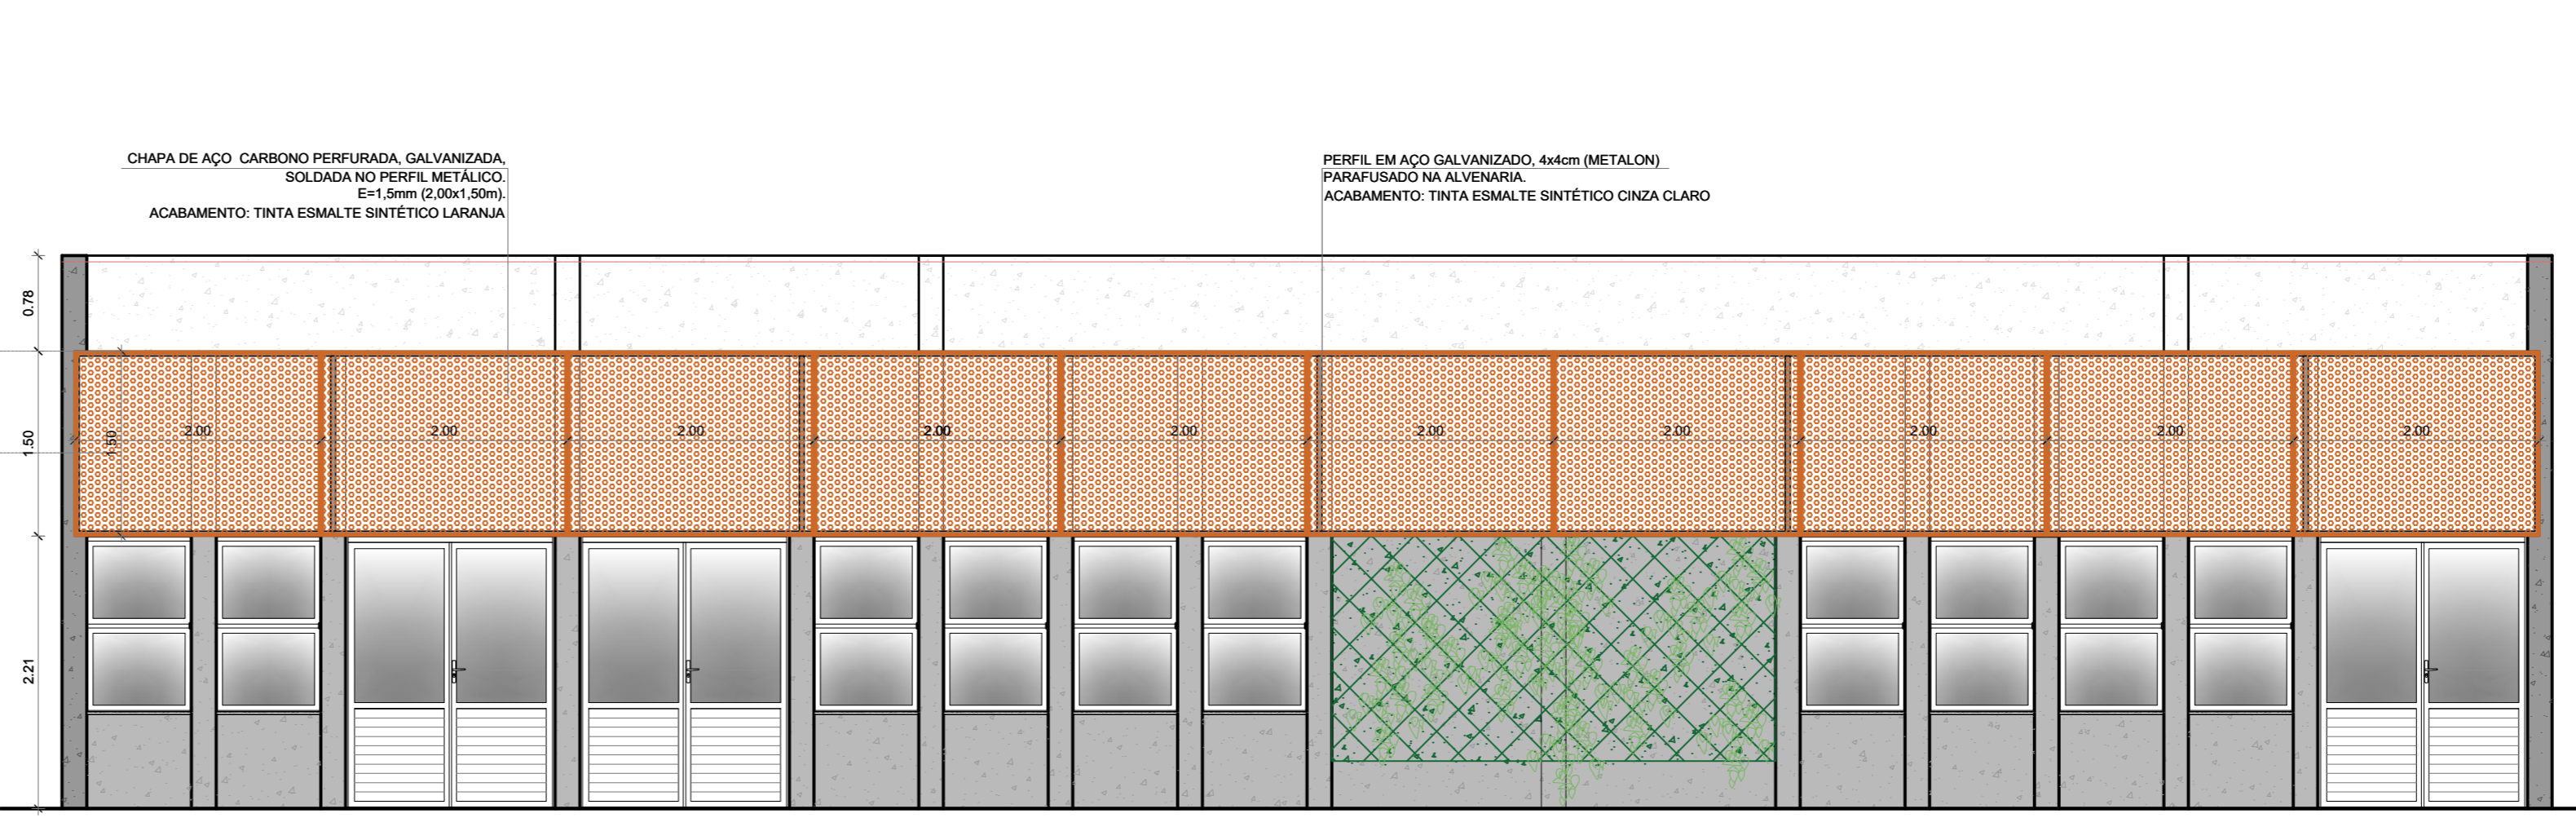 CHAPA DE AÇO CARBONO PERFURADA, GALVANIZADA,
SOLDADA NO PERFIL METÁLICO.
E=1,5mm (2,00x1,50m).
ACABAMENTO: TINTA ESMALTE SINTÉTICO LARANJA
PERFIL EM AÇO GALVANIZADO, 4x4cm (METALON)
PARAFUSADO NA ALVENARIA.
ACABAMENTO: TINTA ESMALTE SINTÉTICO CINZA CLARO
0.78
1.50
2.21
1.50
2.00
2.00
2.00
2.00
2.00
2.00
2.00
2.00
2.00
2.00